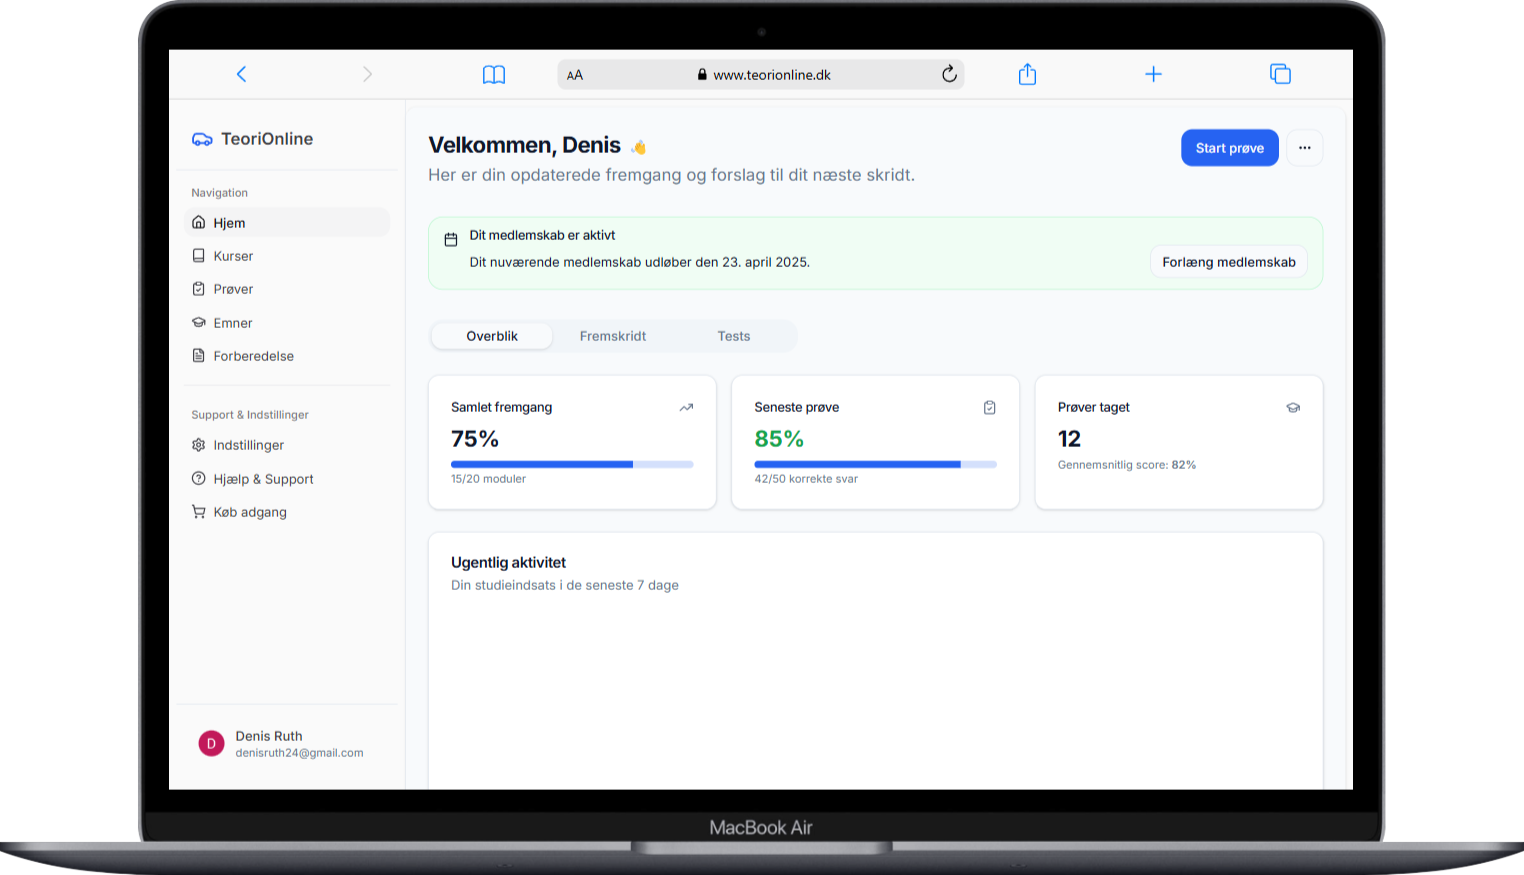 AA
www.teorionline.dk
TeoriOnline
Navigation
Hjem
Kurser
Prøver
Emner
Forberedelse
Support & Indstillinger
Indstillinger
Hjælp & Support
Køb adgang
D
Denis Ruth
denisruth24@gmail.com
Velkommen, Denis 👋
Her er din opdaterede fremgang og forslag til dit næste skridt.
Start prøve
...
Dit medlemskab er aktivt
Dit nuværende medlemskab udløber den 23. april 2025.
Forlæng medlemskab
Overblik
Fremskridt
Tests
Samlet fremgang
75%
15/20 moduler
Seneste prøve
85%
42/50 korrekte svar
Prøver taget
12
Gennemsnitlig score: 82%
Ugentlig aktivitet
Din studieindsats i de seneste 7 dage
MacBook Air